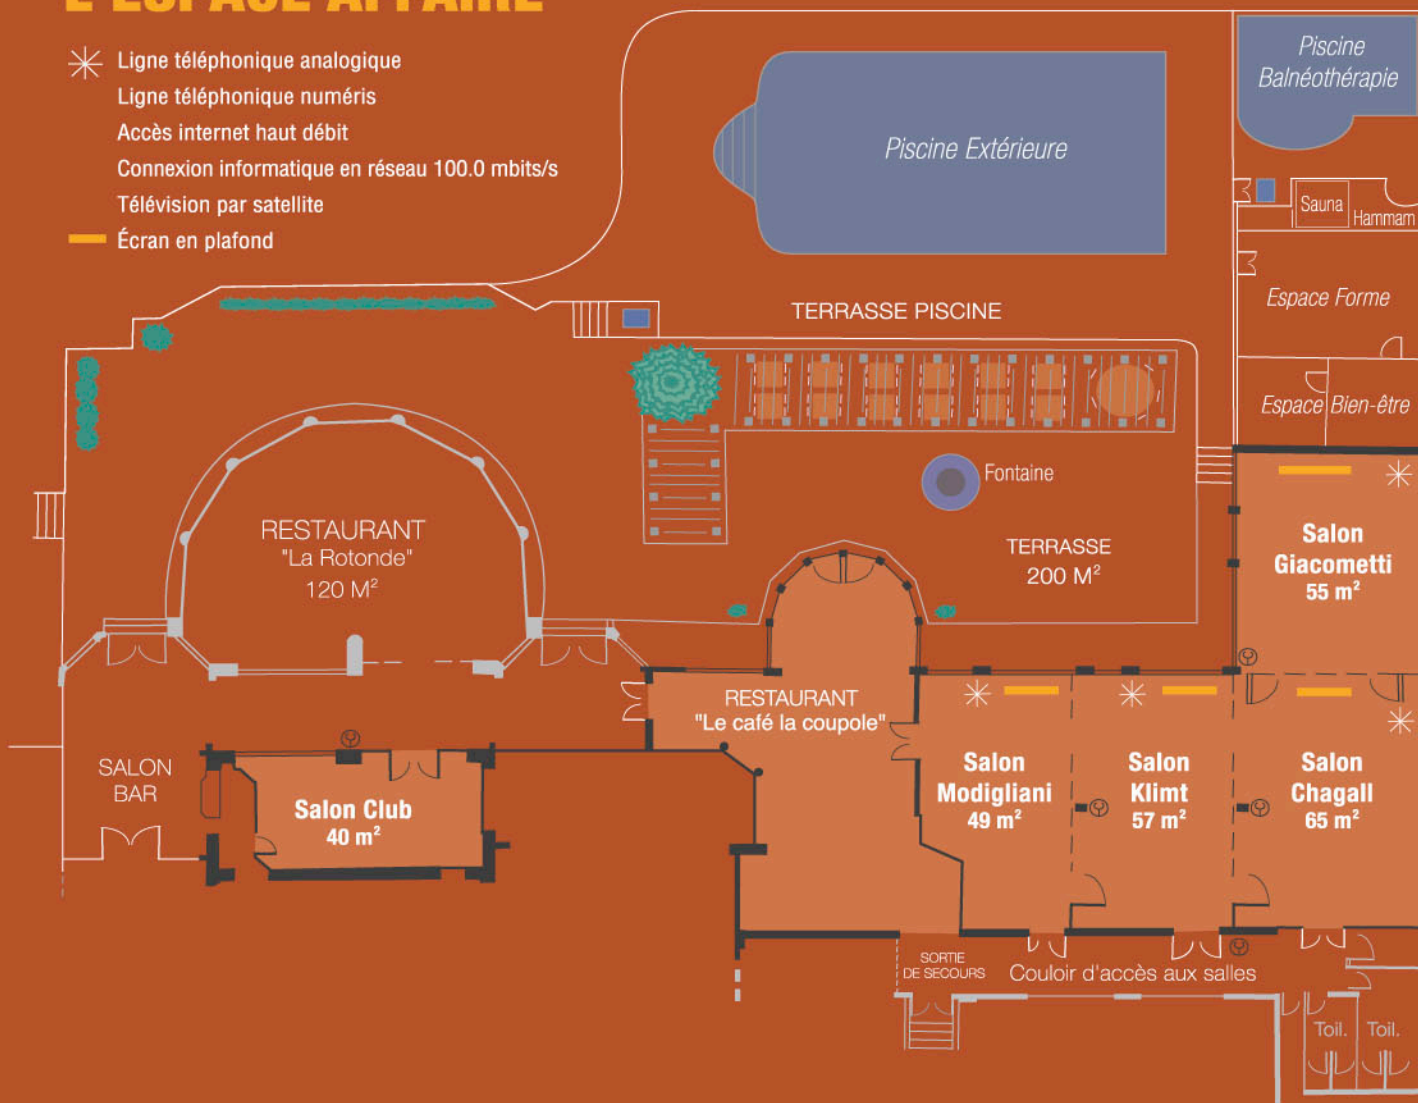 L'ESPACE AFFAIRE
Ligne téléphonique analogique
Ligne téléphonique numéris
Accès internet haut débit
Connexion informatique en réseau 100.0 mbits/s
Télévision par satellite
Écran en plafond
Piscine
Balnéothérapie
Piscine Extérieure
Sauna
Hammam
Espace Forme
TERRASSE PISCINE
Espace Bien-être
Fontaine
RESTAURANT
"La Rotonde"
120 M²
TERRASSE
200 M²
Salon
Giacometti
55 m²
RESTAURANT
"Le café la coupole"
SALON
BAR
Salon Club
40 m²
Salon
Modigliani
49 m²
Salon
Klimt
57 m²
Salon
Chagall
65 m²
SORTIE
DE SECOURS
Couloir d'accès aux salles
Toil.
Toil.